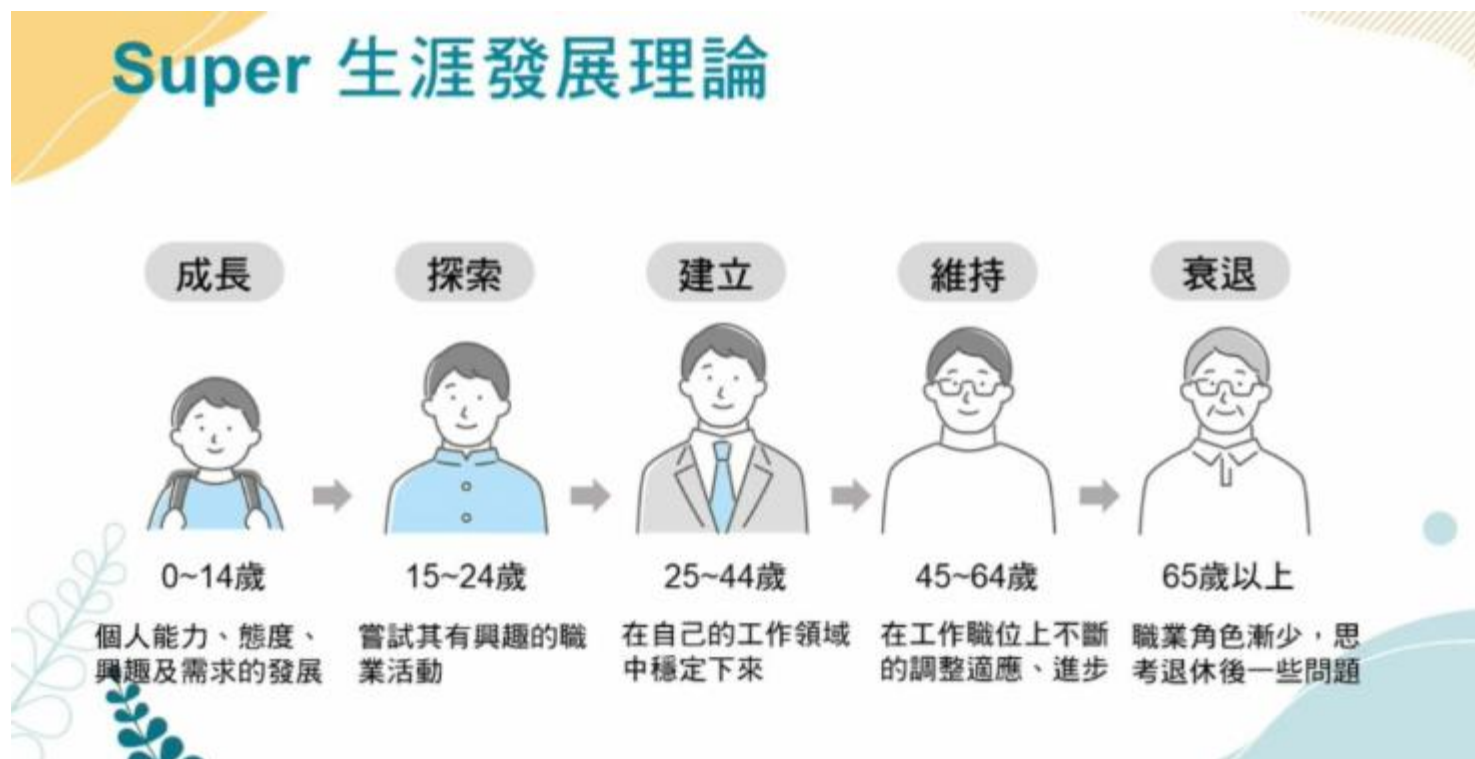 Super 生涯發展理論
成長
探索
建立
維持
衰退
0~14歲
15~24歲
25~44歲
45~64歲
65歲以上
個人能力、態度、
興趣及需求的發展
嘗試其有興趣的職
業活動
在自己的工作領域
中穩定下來
在工作職位上不斷
的調整適應、進步
職業角色漸少，思
考退休後一些問題